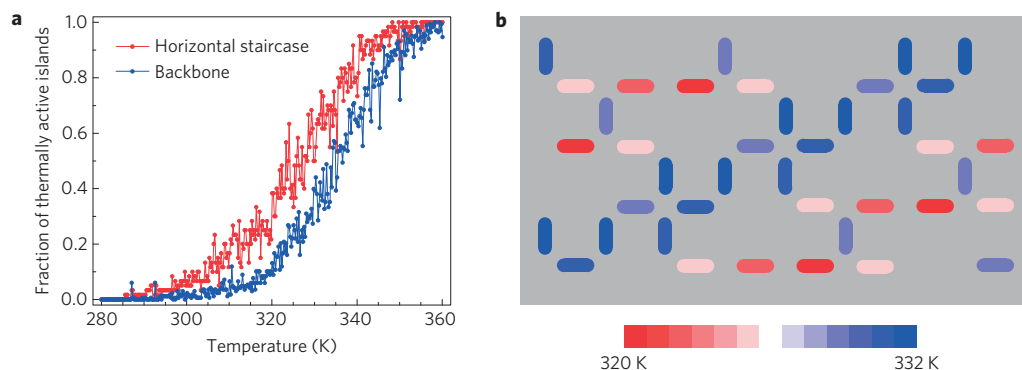 a
b
1.0
0.8
0.6
0.4
0.2
0.0
Fraction of thermally active islands
Horizontal staircase
Backbone
280
300
320
340
360
Temperature (K)
320 K
332 K